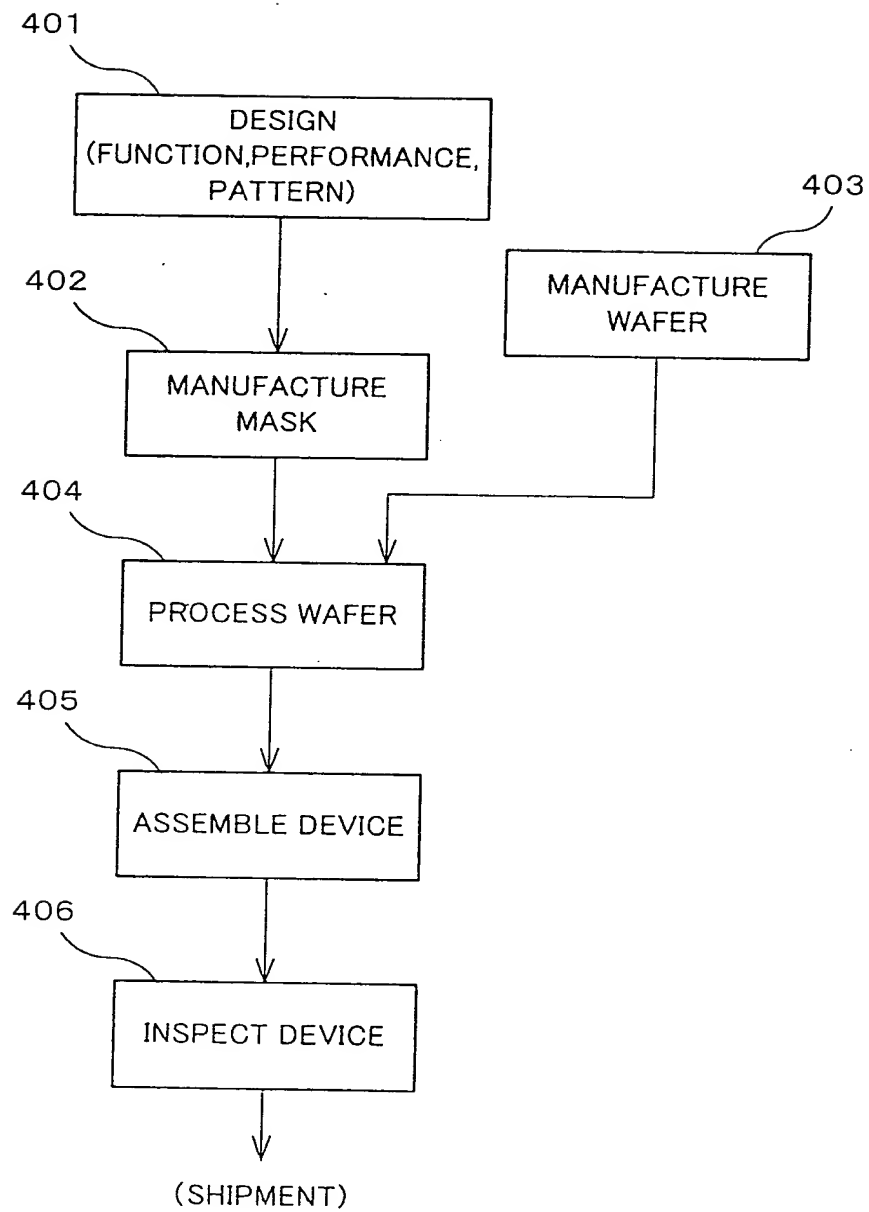 401
DESIGN
(FUNCTION,PERFORMANCE,
PATTERN)
403
MANUFACTURE
WAFER
402
MANUFACTURE
MASK
404
PROCESS WAFER
405
ASSEMBLE DEVICE
406
INSPECT DEVICE
(SHIPMENT)